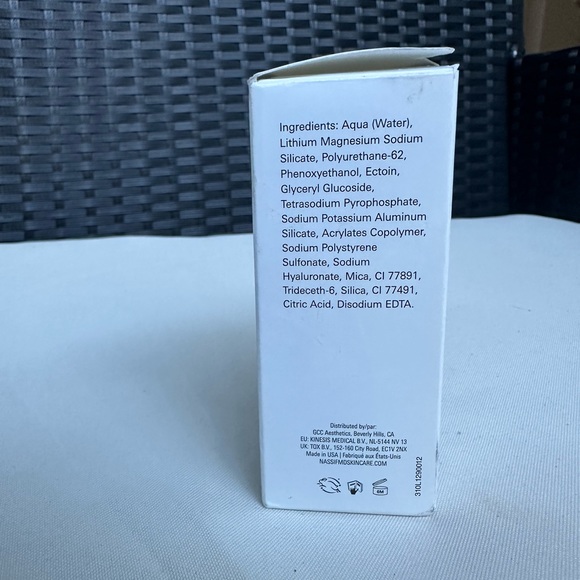 Ingredients: Aqua (Water),
Lithium Magnesium Sodium
Silicate, Polyurethane-62,
Phenoxyethanol, Ectoin,
Glyceryl Glucoside,
Tetrasodium Pyrophosphate,
Sodium Potassium Aluminum
Silicate, Acrylates Copolymer,
Sodium Polystyrene
Sulfonate, Sodium
Hyaluronate, Mica, CI 77891,
Trideceth-6, Silica, CI 77491,
Citric Acid, Disodium EDTA.
Distributed by/par:
GCC Aesthetics, Beverly Hills, CA
EU: KINESIS MEDICAL B.V., NL-5144 NV 13
UK: TOX B.V., 152-160 City Road, EC1V 2NX
Made in USA | Fabriqué aux États-Unis
NASSIFMDSKINCARE.COM
6M
310L1290012